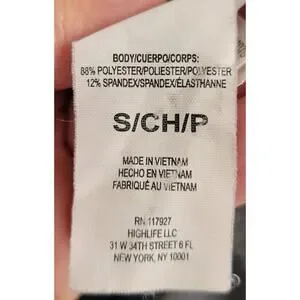 BODY/CUERPO/CORPS:
88% POLYESTER/POLIESTER/POLYESTER
12% SPANDEX/SPANDEX/ÉLASTHANNE
S/CH/P
MADE IN VIETNAM
HECHO EN VIETNAM
FABRIQUÉ AU VIETNAM
RN 117927
HIGHLIFE LLC
31 W 34TH STREET 6 FL
NEW YORK, NY 10001